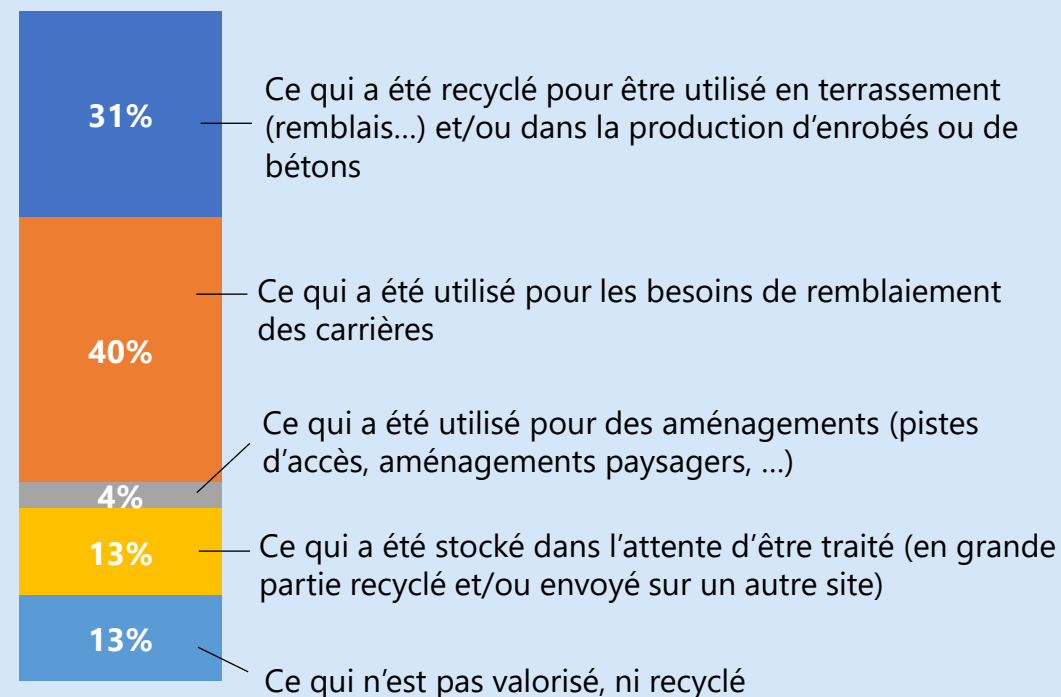 31%
Ce qui a été recyclé pour être utilisé en terrassement
(remblais…) et/ou dans la production d’enrobés ou de
bétons
Ce qui a été utilisé pour les besoins de remblaiement
des carrières
40%
Ce qui a été utilisé pour des aménagements (pistes
d’accès, aménagements paysagers, …)
4%
13%
Ce qui a été stocké dans l’attente d’être traité (en grande
partie recyclé et/ou envoyé sur un autre site)
13%
Ce qui n’est pas valorisé, ni recyclé